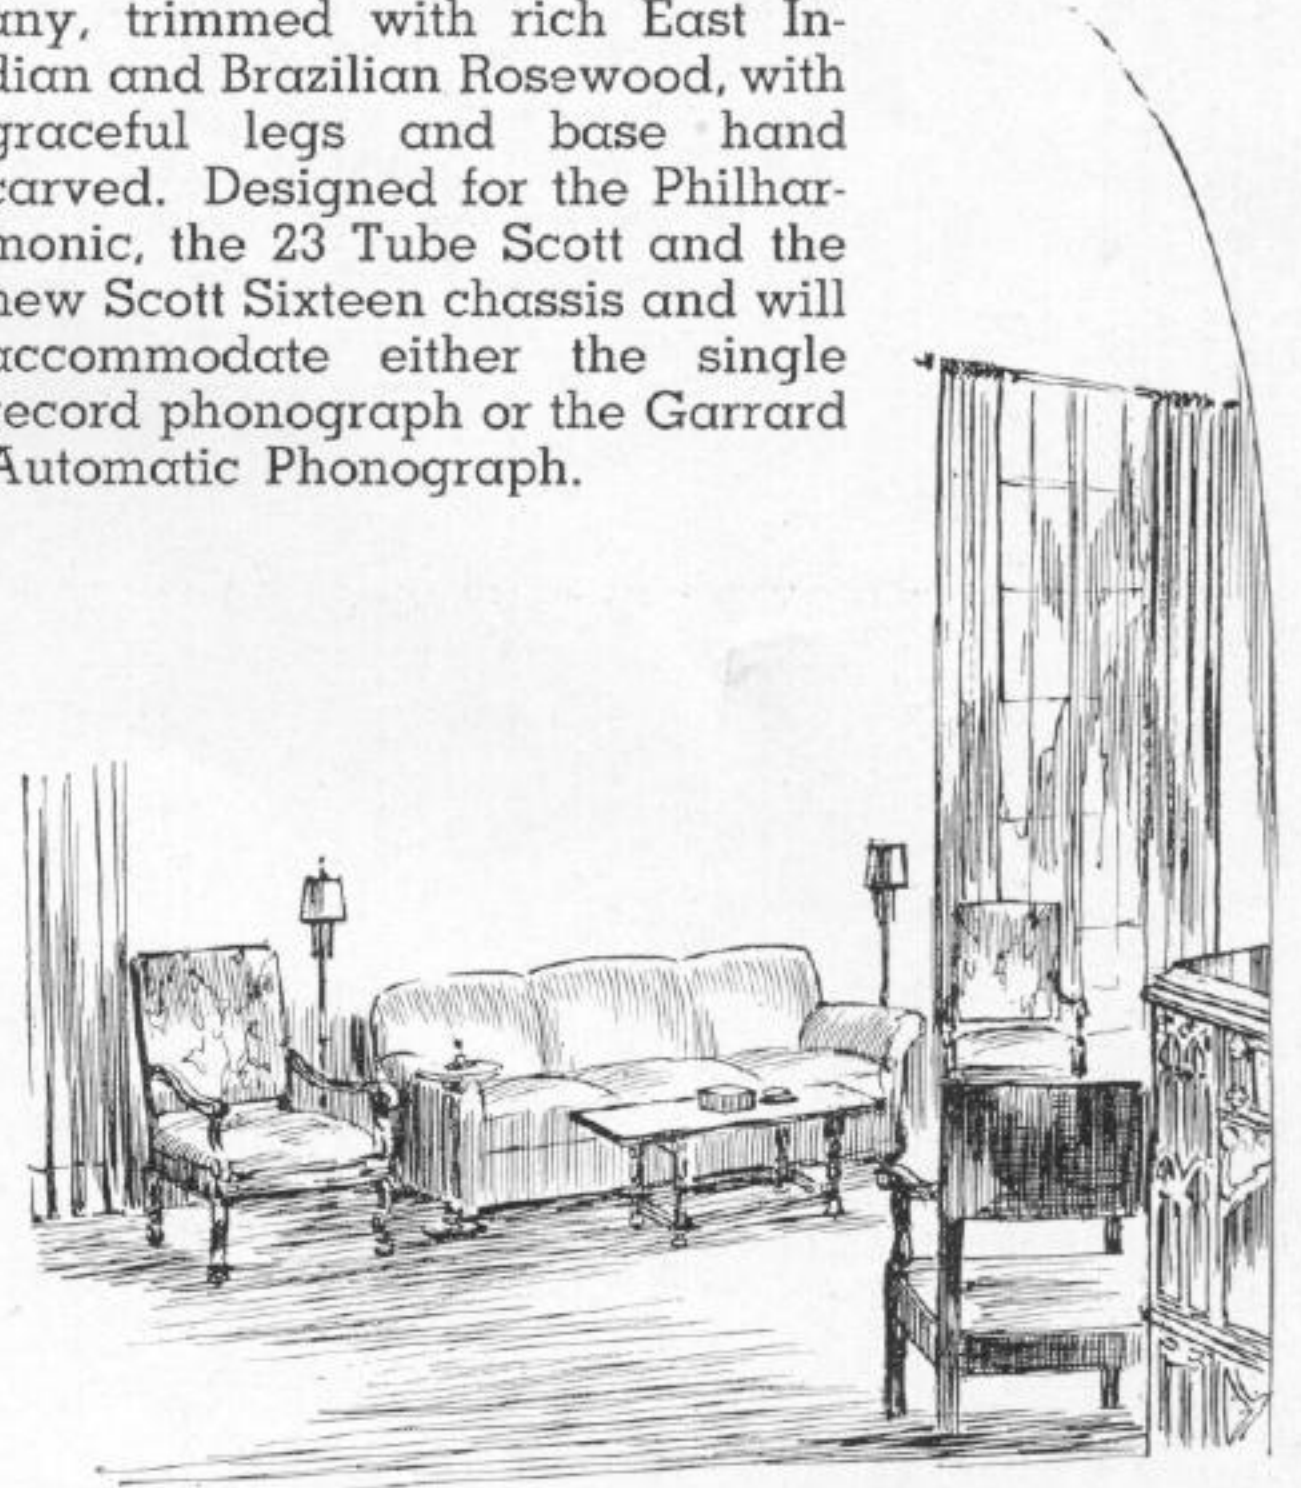 any, trimmed with rich East In-
dian and Brazilian Rosewood, with
graceful legs and base hand
carved. Designed for the Philhar-
monic, the 23 Tube Scott and the
new Scott Sixteen chassis and will
accommodate either the single
record phonograph or the Garrard
Automatic Phonograph.